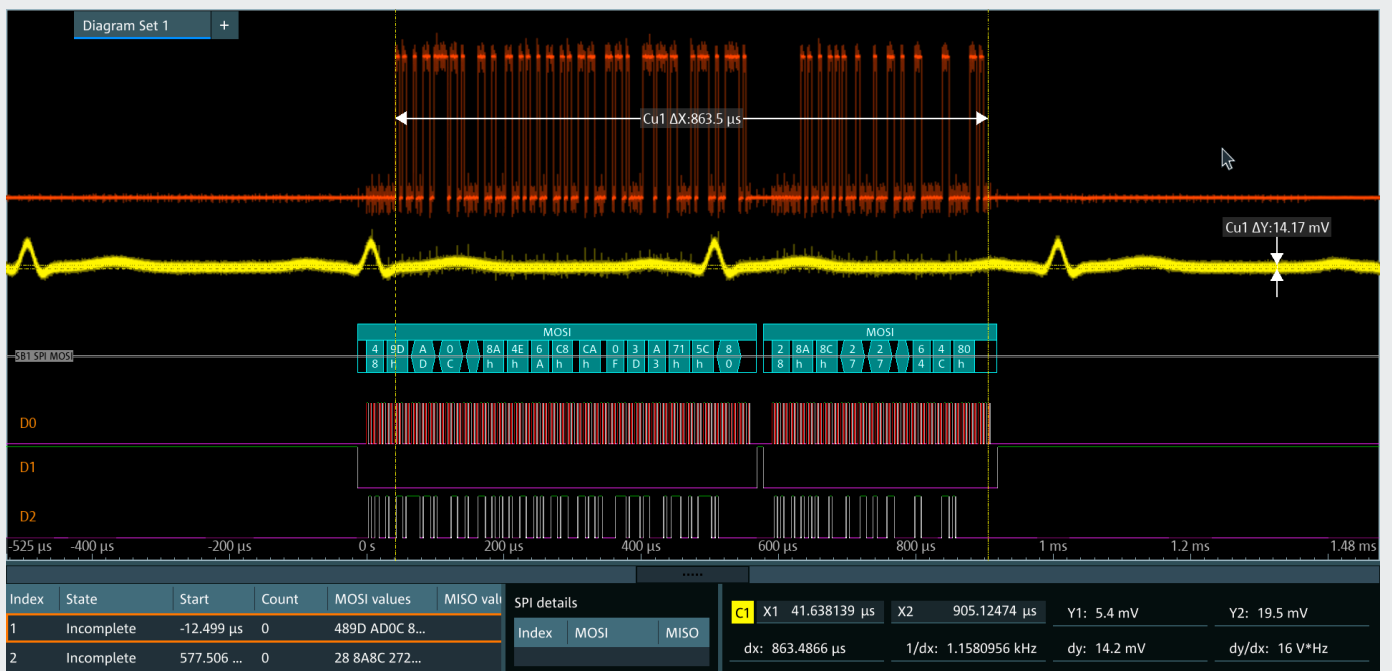 Diagram Set 1 +
Cu1 ΔX:863.5 µs
Cu1 ΔY:14.17 mV
MOSI MOSI
SB1 SPI MOSI
4 9D A 0 8A 4E 6 C8 CA 0 3 A 71 5C 8 2 8A 8C 2 2 6 4 80
8 h D C h h A h h F D 3 h h 0 8 h h 7 7 4 C h
D0
D1
D2
-525 µs -400 µs -200 µs 0 s 200 µs 400 µs 600 µs 800 µs 1 ms 1.2 ms 1.48 ms
Index State Start Count MOSI values MISO valu
1 Incomplete -12.499 µs 0 489D AD0C 8...
2 Incomplete 577.506 ... 0 28 8A8C 272...
SPI details
Index MOSI MISO
C1 X1 41.638139 µs X2 905.12474 µs Y1: 5.4 mV Y2: 19.5 mV
dx: 863.4866 µs 1/dx: 1.1580956 kHz dy: 14.2 mV dy/dx: 16 V*Hz